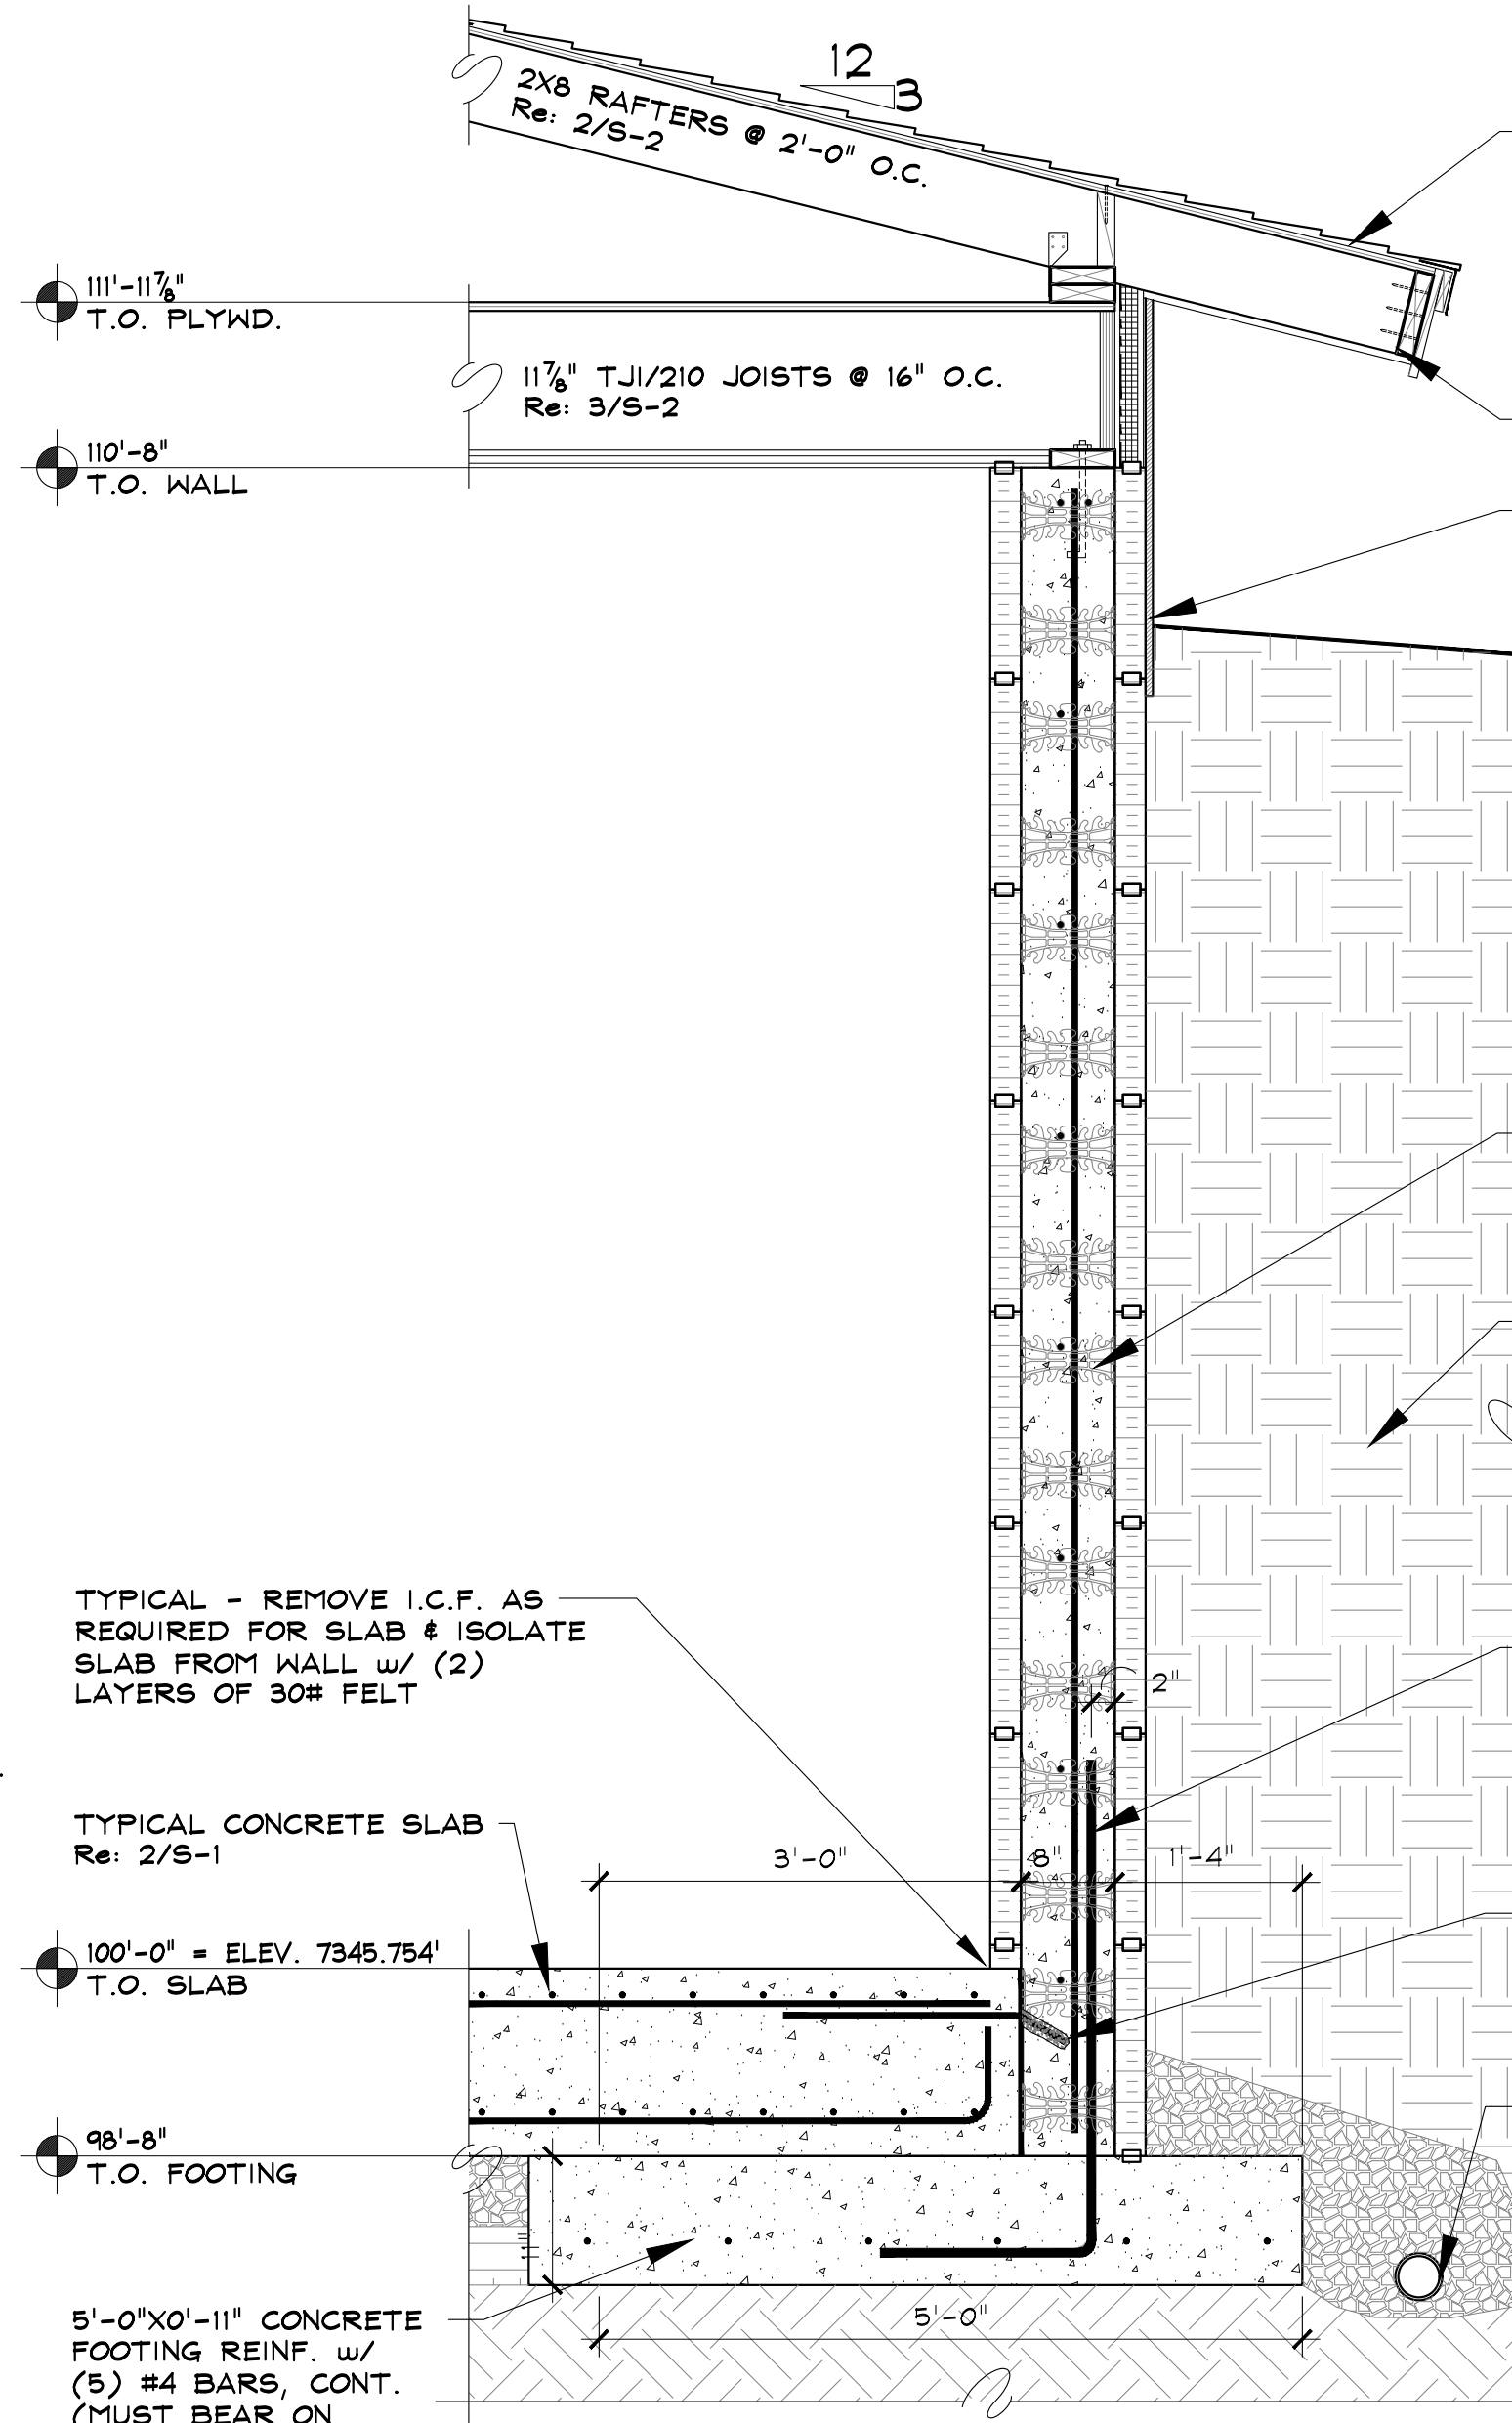 12
3
2X8 RAFTERS @ 2'-0" O.C.
Re: 2/S-2
111'-11⅞"
T.O. PLYWD.
11⅞" TJI/210 JOISTS @ 16" O.C.
Re: 3/S-2
110'-8"
T.O. WALL
TYPICAL - REMOVE I.C.F. AS
REQUIRED FOR SLAB & ISOLATE
SLAB FROM WALL w/ (2)
LAYERS OF 30# FELT
2"
TYPICAL CONCRETE SLAB
Re: 2/S-1
3'-0"
8"
1'-4"
100'-0" = ELEV. 7345.754'
T.O. SLAB
98'-8"
T.O. FOOTING
5'-0"X0'-11" CONCRETE
FOOTING REINF. w/
(5) #4 BARS, CONT.
(MUST BEAR ON
5'-0"